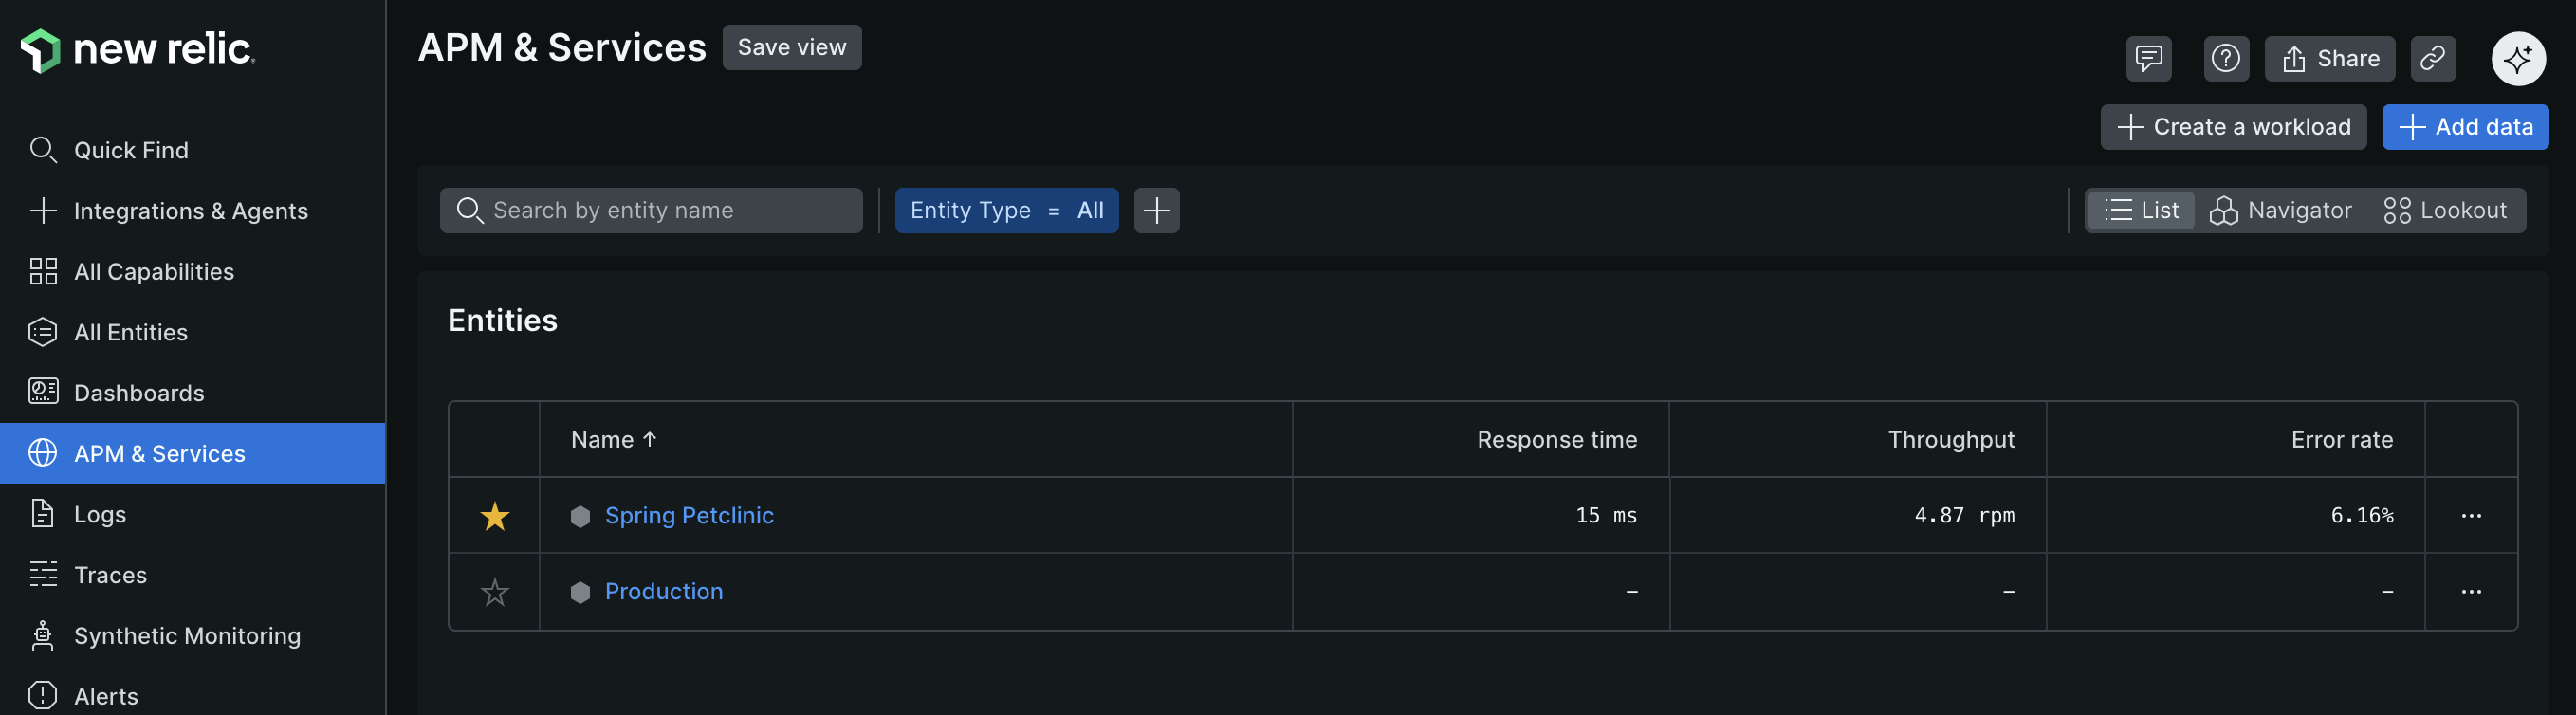 new relic
Quick Find
Integrations & Agents
All Capabilities
All Entities
Dashboards
APM & Services
Logs
Traces
Synthetic Monitoring
Alerts
APM & Services
Save view
Share
Create a workload
Add data
Search by entity name
Entity Type = All
List
Navigator
Lookout
Entities
Name ↑ Response time Throughput Error rate
Spring Petclinic 15 ms 4.87 rpm 6.16% ...
Production – – – ...